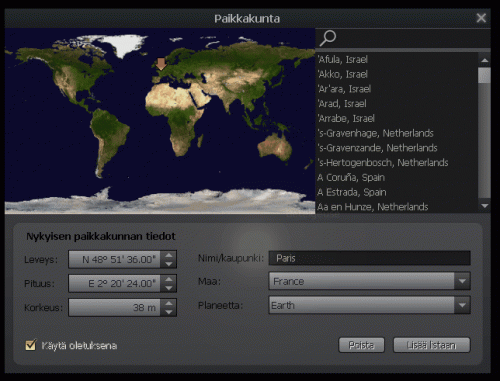 Paikkakunta
'Afula, Israel
'Akko, Israel
'Ar'ara, Israel
'Arad, Israel
'Arrabe, Israel
's-Gravenhage, Netherlands
's-Gravenzande, Netherlands
's-Hertogenbosch, Netherlands
A Coruña, Spain
A Estrada, Spain
Aa en Hunze, Netherlands
Nykyisen paikkakunnan tiedot
Leveys: N 48° 51' 36.00" Nimi/kaupunki: Paris
Pituus: E 2° 20' 24.00" Maa: France
Korkeus: 38 m Planeetta: Earth
Käytä oletuksena Poista Lisää listaan